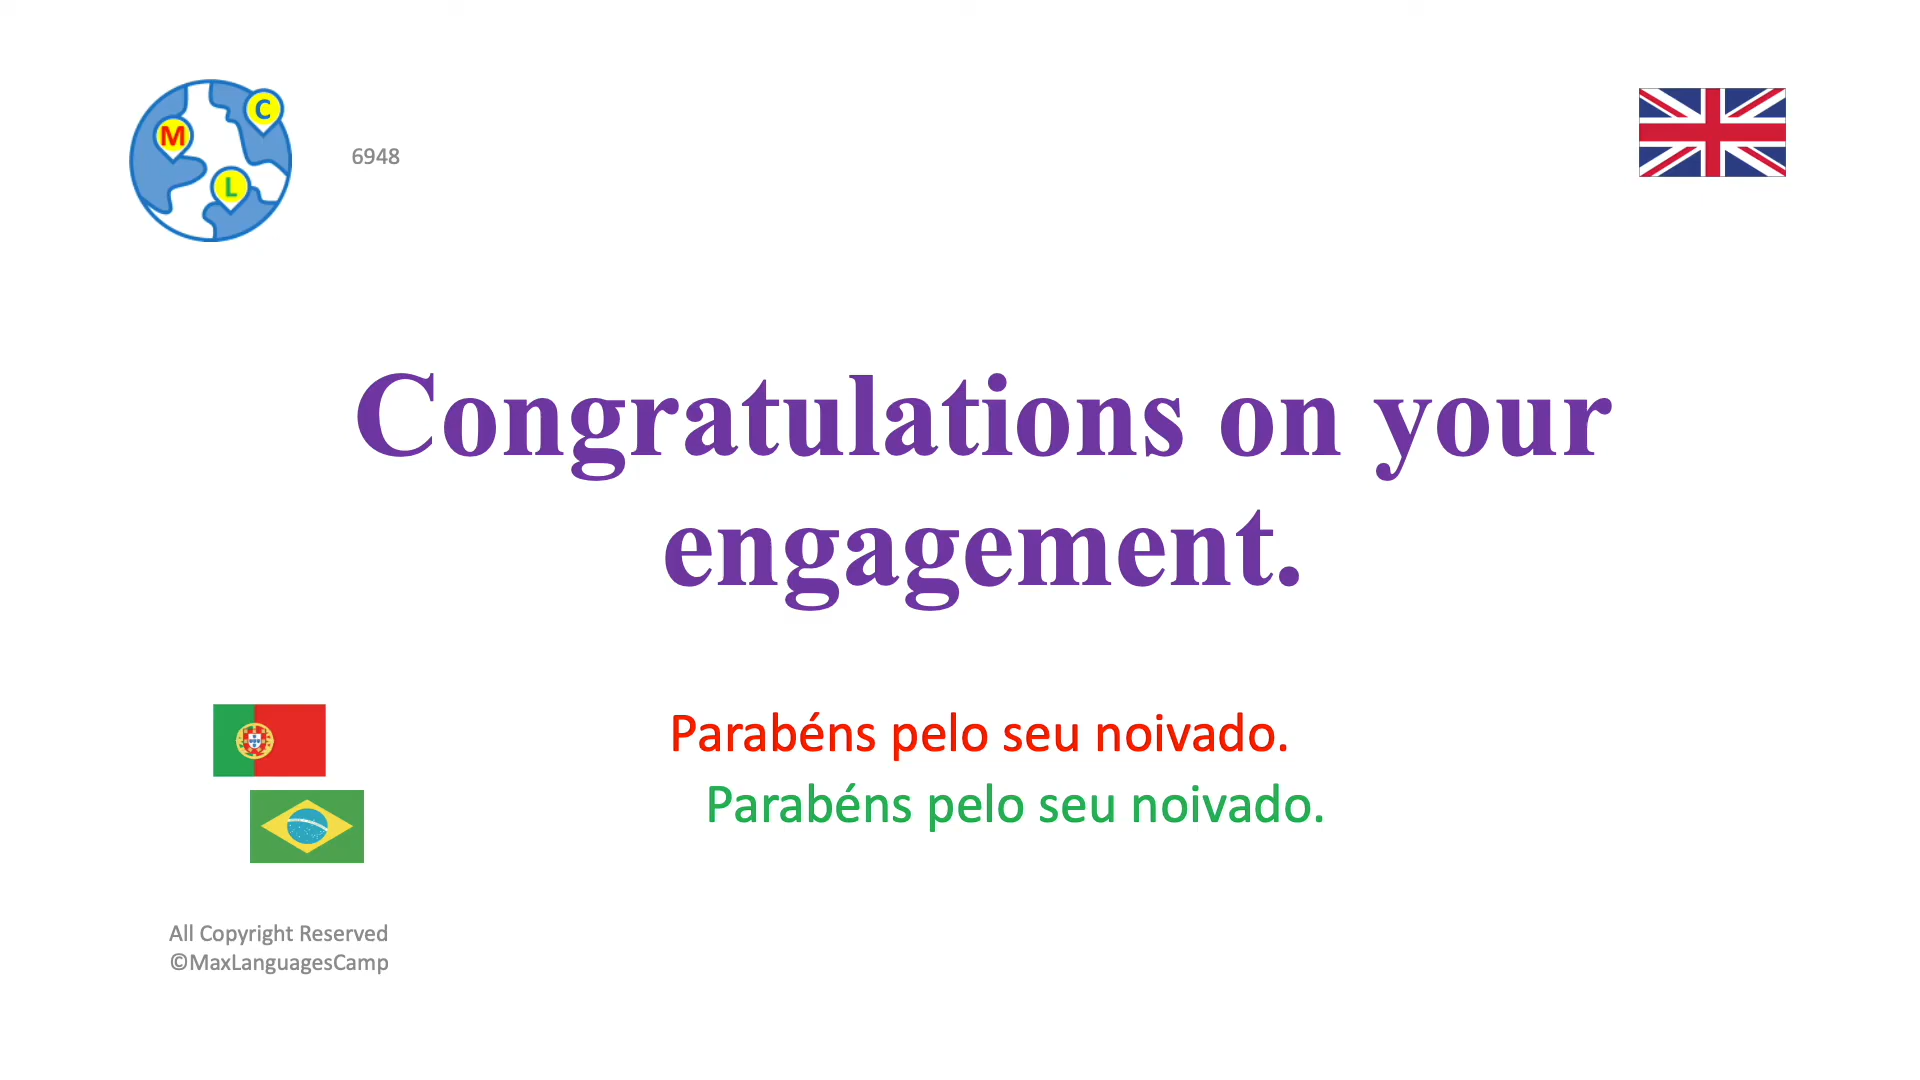 M
C
L
6948
Congratulations on your
engagement.
Parabéns pelo seu noivado.
Parabéns pelo seu noivado.
All Copyright Reserved
©MaxLanguagesCamp